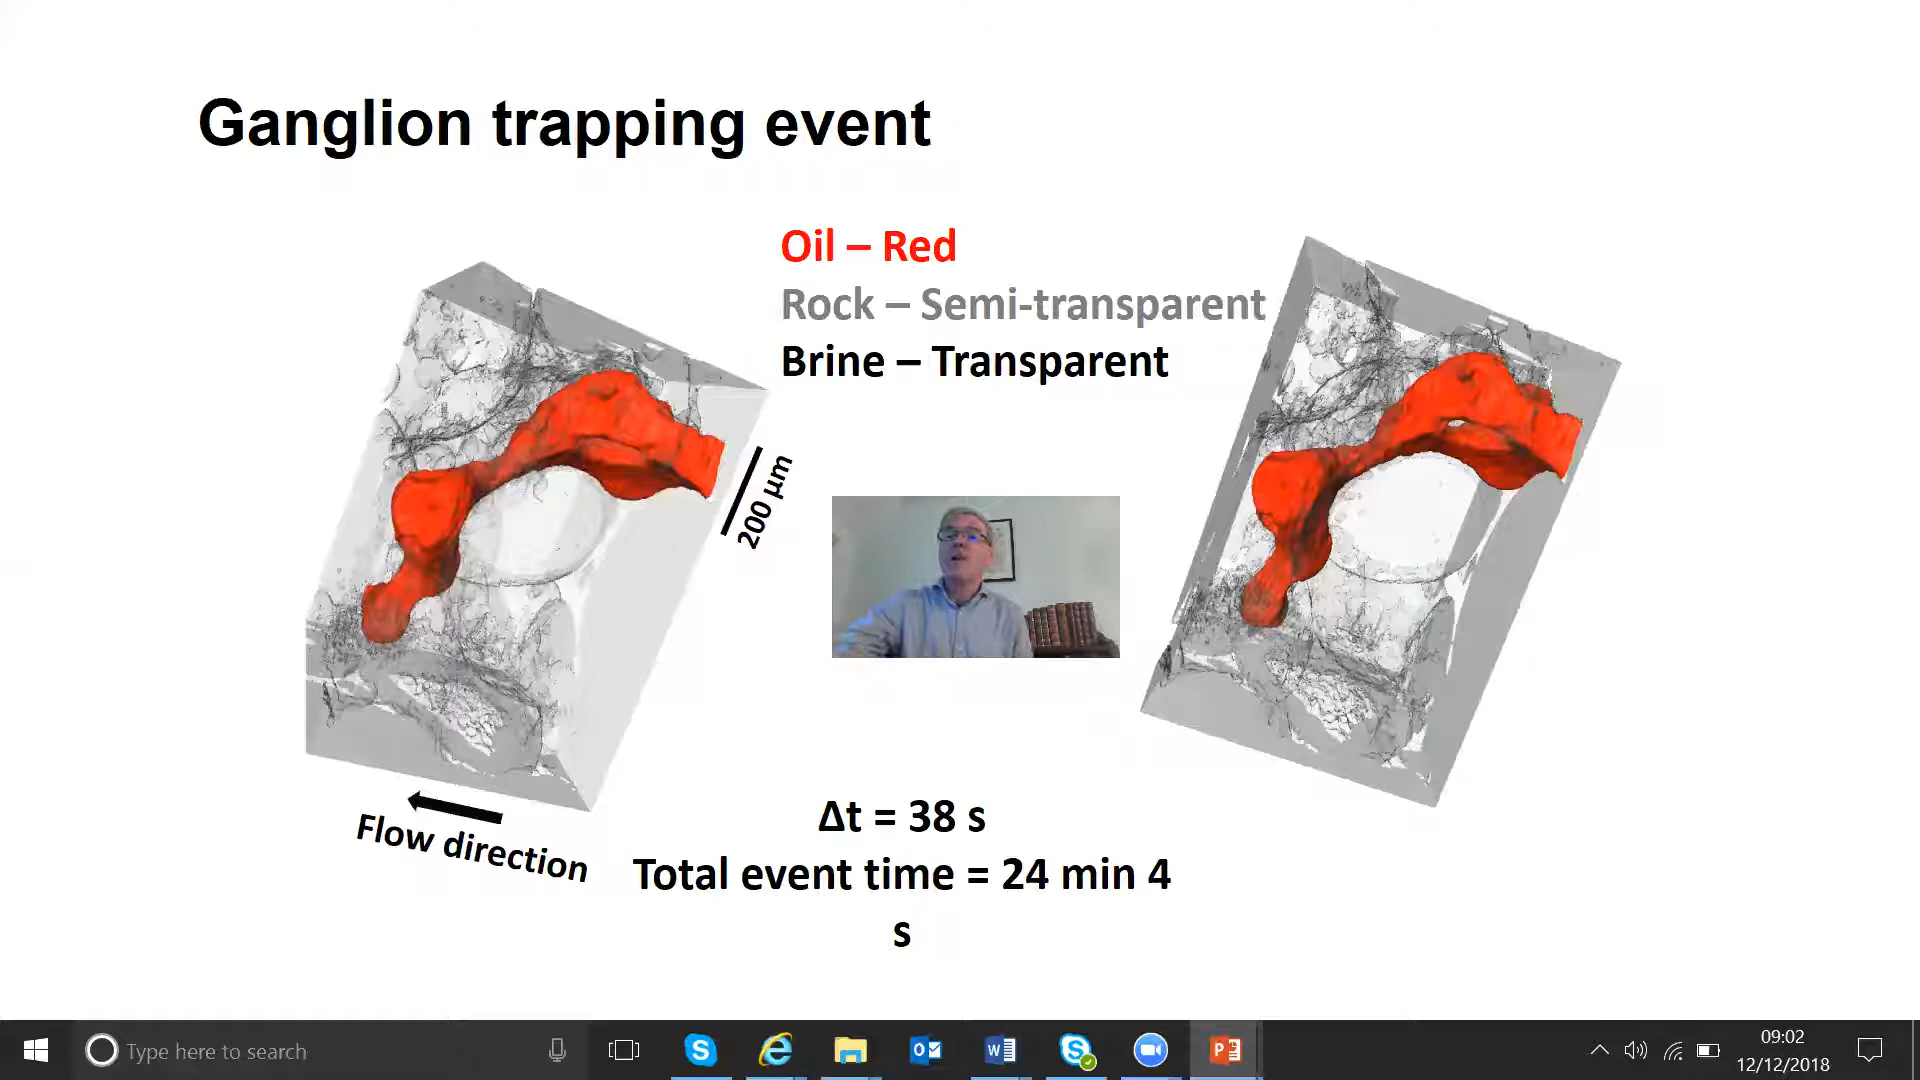 Ganglion trapping event
Oil – Red
Rock – Semi-transparent
Brine – Transparent
200 µm
Flow direction
Δt = 38 s
Total event time = 24 min 4
s
Type here to search
09:02
12/12/2018